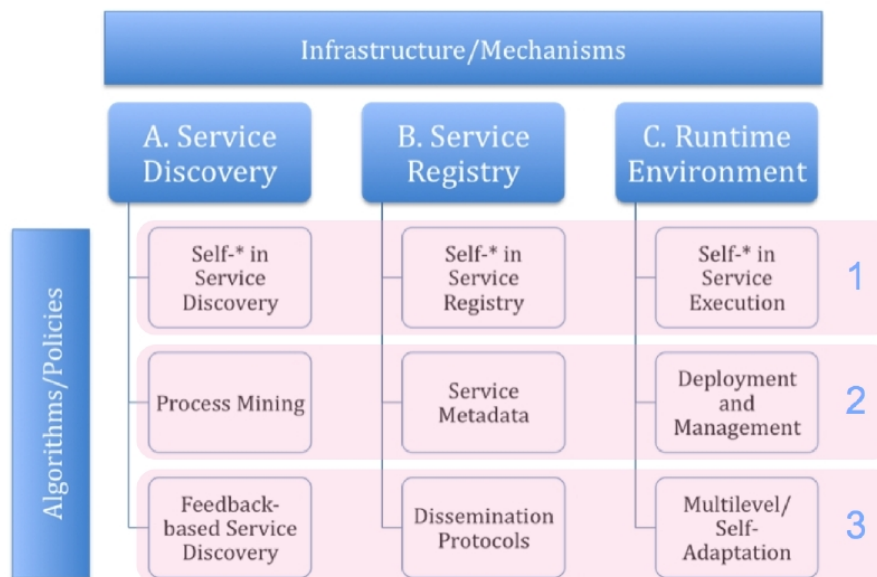 Infrastructure/Mechanisms
A. Service
Discovery
B. Service
Registry
C. Runtime
Environment
Algorithms/Policies
Self-* in
Service
Discovery
Self-* in
Service
Registry
Self-* in
Service
Execution
1
Process Mining
Service
Metadata
Deployment
and
Management
2
Feedback-
based Service
Discovery
Dissemination
Protocols
Multilevel/
Self-
Adaptation
3